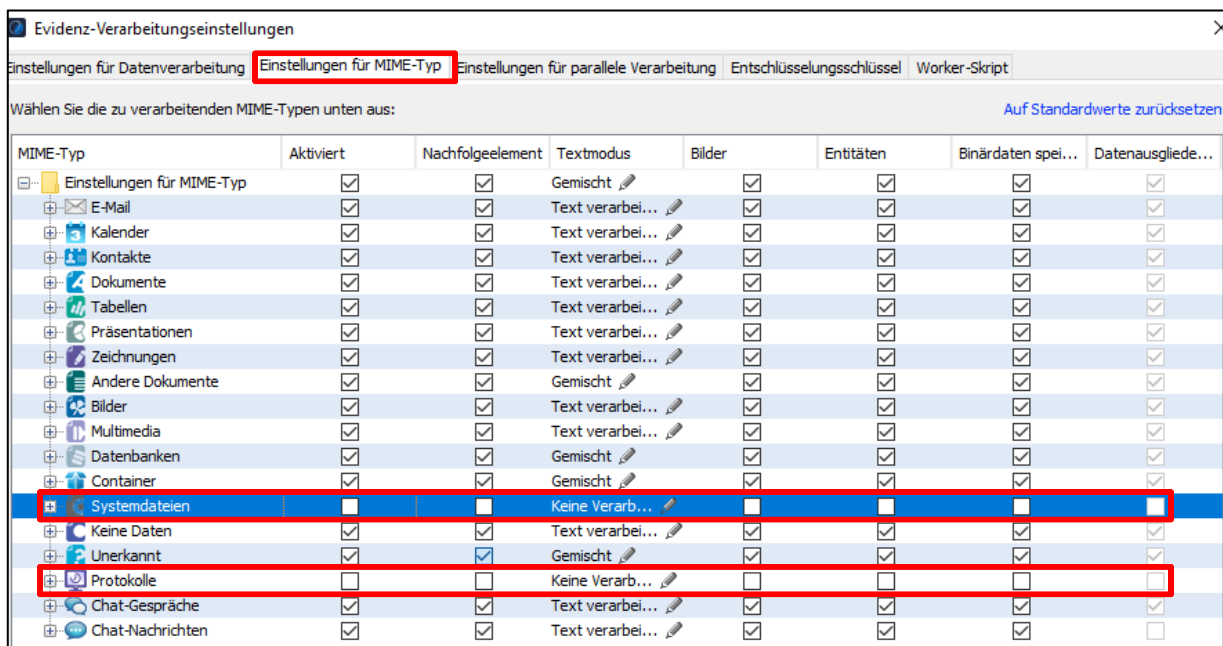 Evidenz-Verarbeitungseinstellungen
Einstellungen für Datenverarbeitung Einstellungen für MIME-Typ Einstellungen für parallele Verarbeitung Entschlüsselungsschlüssel Worker-Skript
Wählen Sie die zu verarbeitenden MIME-Typen unten aus: Auf Standardwerte zurücksetzen
MIME-Typ Aktiviert Nachfolgeelement Textmodus Bilder Entitäten Binärdaten spei... Datenausgliede...
Einstellungen für MIME-Typ Gemischt
E-Mail Text verarbei...
Kalender Text verarbei...
Kontakte Text verarbei...
Dokumente Text verarbei...
Tabellen Text verarbei...
Präsentationen Text verarbei...
Zeichnungen Text verarbei...
Andere Dokumente Gemischt
Bilder Text verarbei...
Multimedia Text verarbei...
Datenbanken Gemischt
Container Gemischt
Systemdateien Keine Verarb...
Keine Daten Text verarbei...
Unerkannt Gemischt
Protokolle Keine Verarb...
Chat-Gespräche Text verarbei...
Chat-Nachrichten Text verarbei...